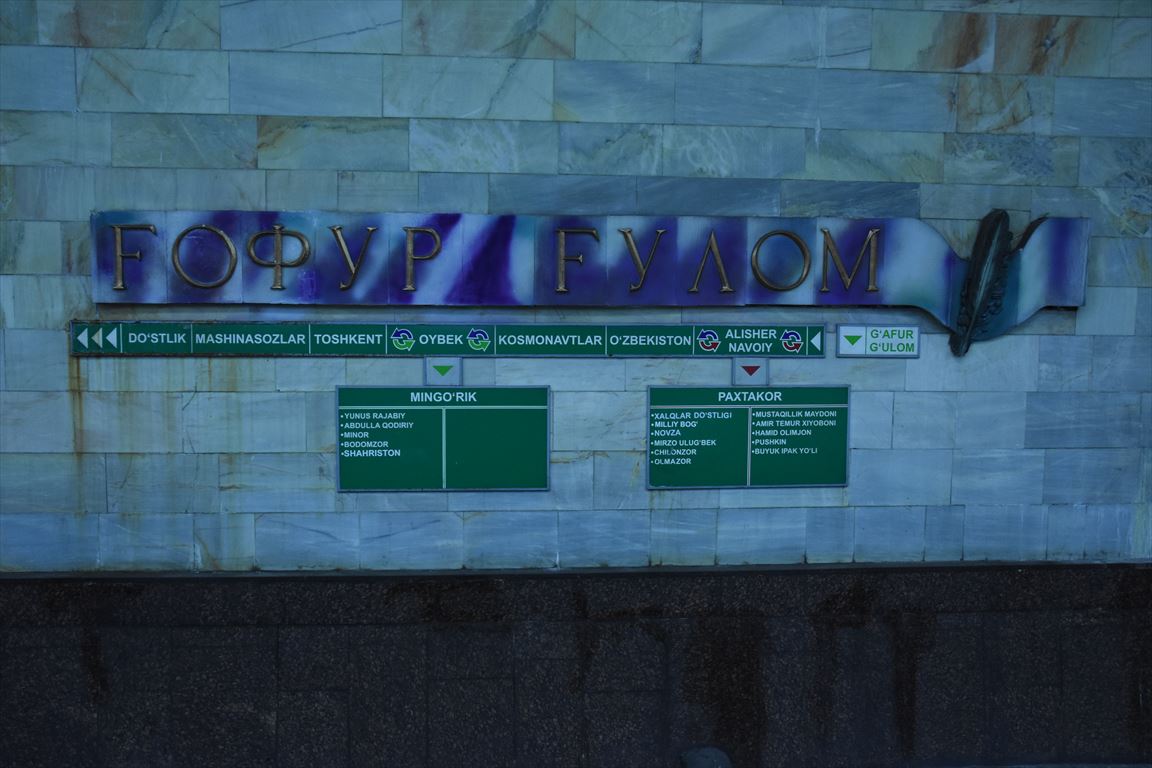 ҒОФУР ҒУЛОМ
DO‘STLIK MASHINASOZLAR TOSHKENT OYBEK KOSMONAVTLAR O‘ZBEKISTON ALISHER NAVOIY G‘AFUR G‘ULOM
MINGO‘RIK
•YUNUS RAJABIY
•ABDULLA QODIRIY
•MINOR
•BODOMZOR
•SHAHRISTON
PAXTAKOR
•XALQLAR DO‘STLIGI
•MILLIY BOG‘
•NOVZA
•MIRZO ULUG‘BEK
•CHILONZOR
•OLMAZOR
•MUSTAQILLIK MAYDONI
•AMIR TEMUR XIYOBONI
•HAMID OLIMJON
•PUSHKIN
•BUYUK IPAK YO‘LI